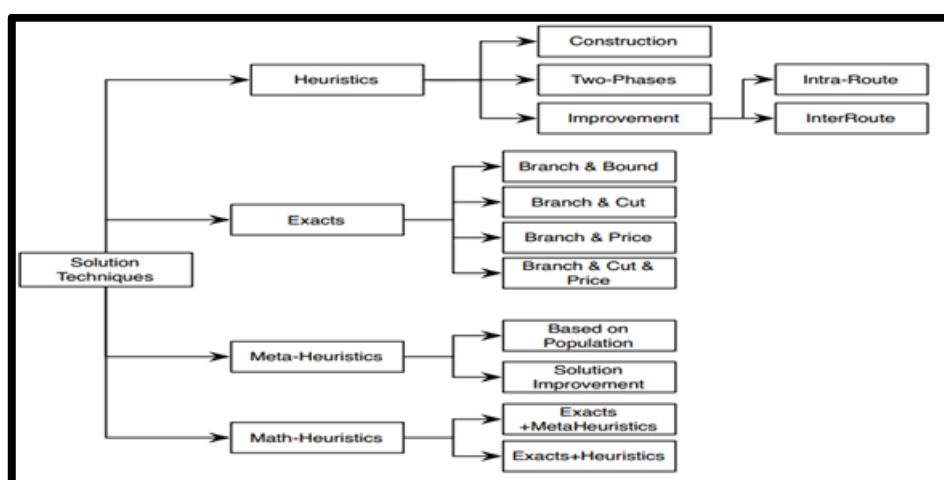 Construction
Heuristics
Two-Phases
Intra-Route
Improvement
InterRoute
Branch & Bound
Branch & Cut
Exacts
Branch & Price
Solution
Techniques
Branch & Cut &
Price
Based on
Population
Meta-Heuristics
Solution
Improvement
Exacts
+MetaHeuristics
Math-Heuristics
Exacts+Heuristics